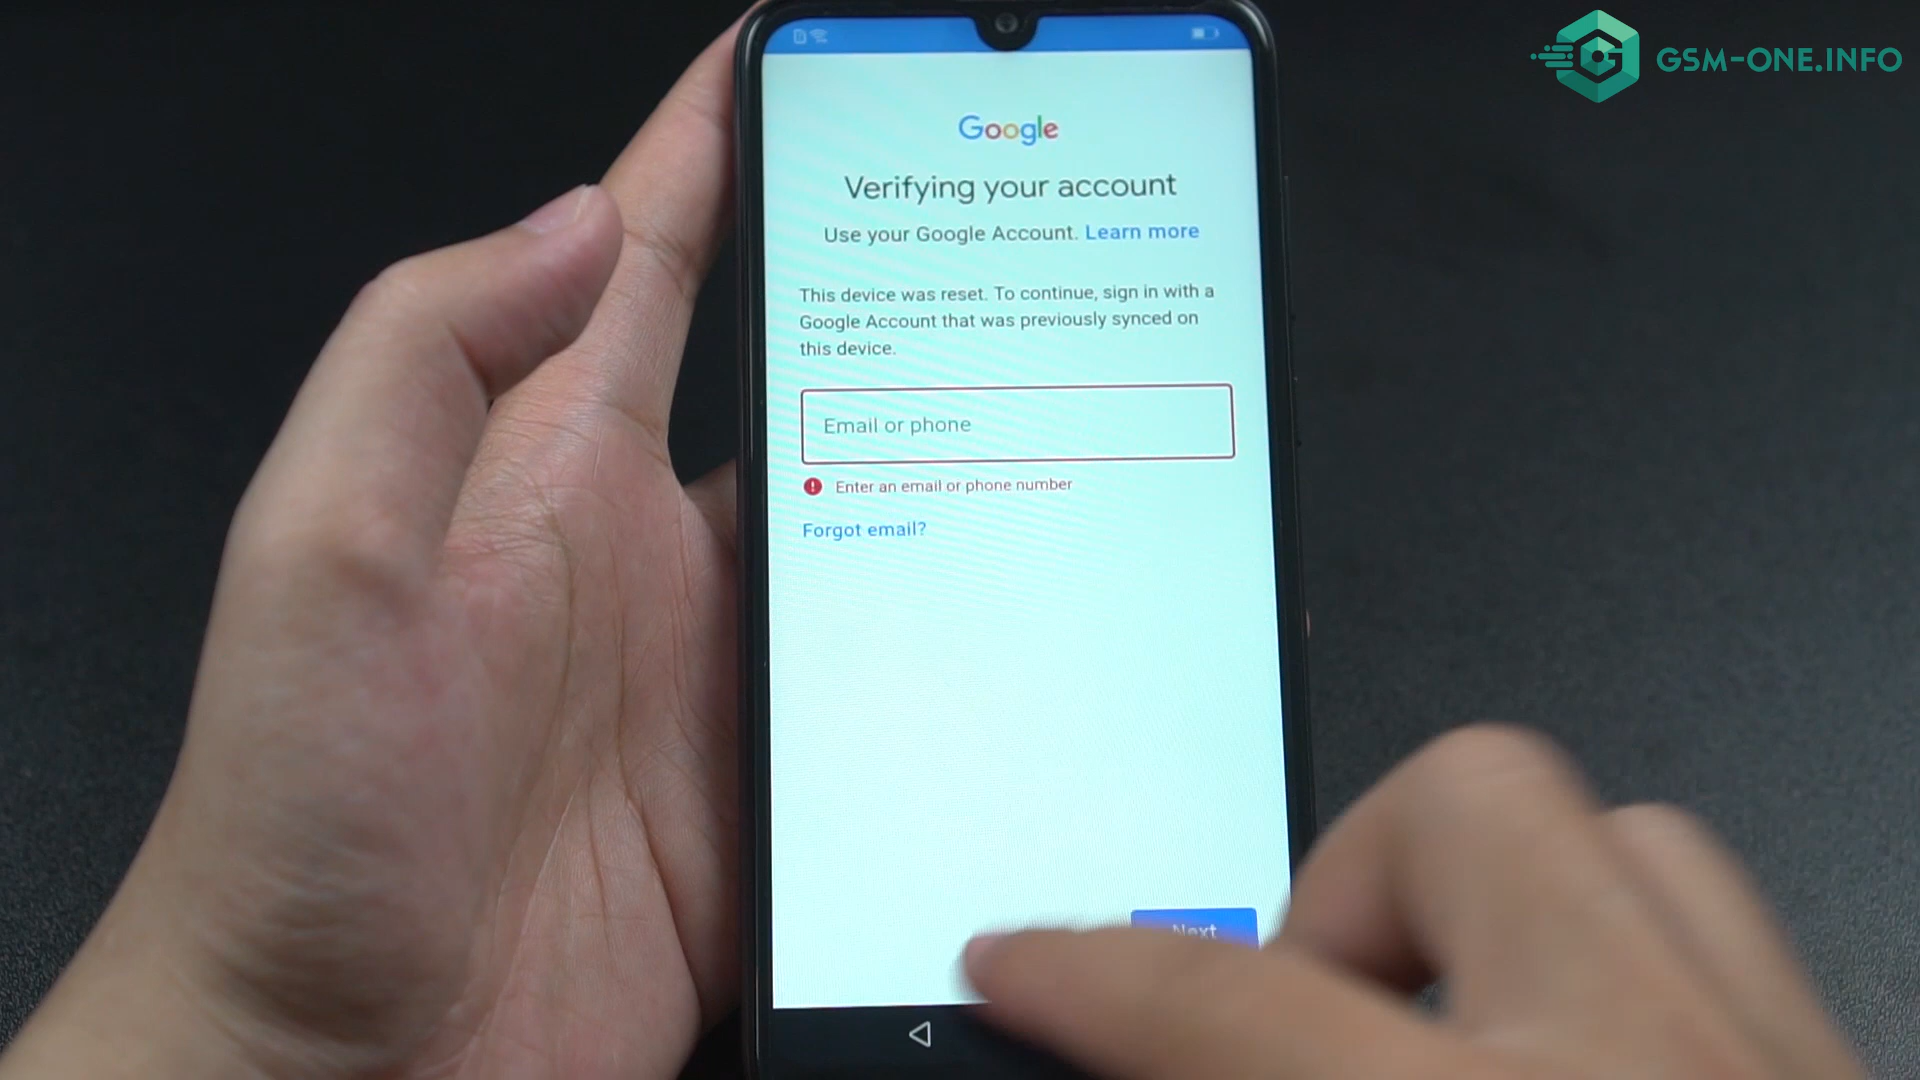 GSM-ONE.INFO
Google
Verifying your account
Use your Google Account. Learn more
This device was reset. To continue, sign in with a
Google Account that was previously synced on
this device.
Email or phone
Enter an email or phone number
Forgot email?
Next